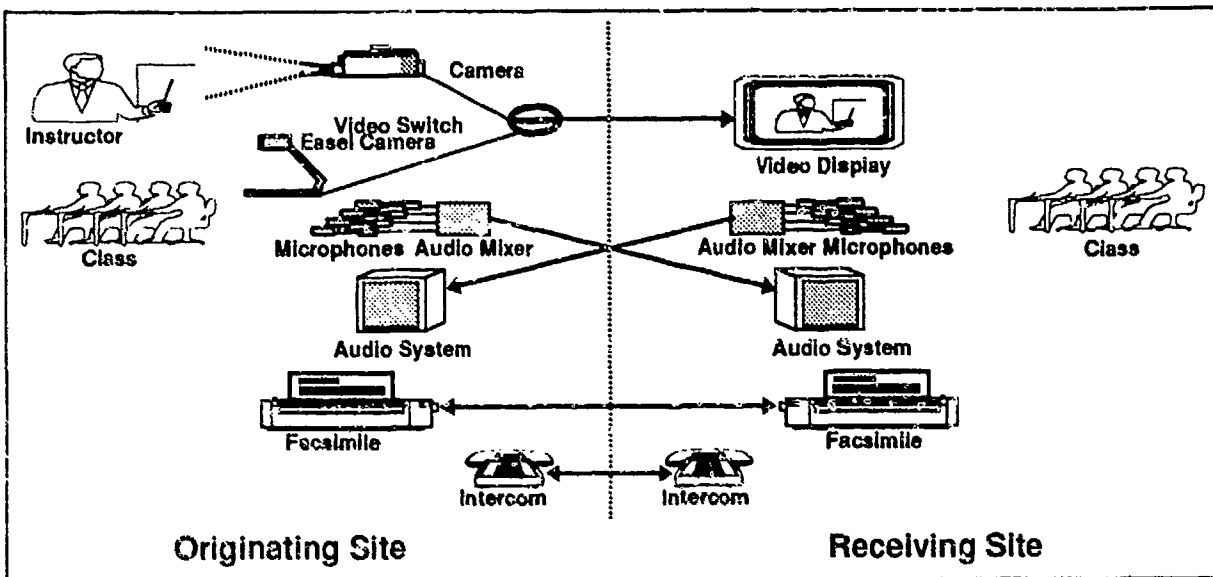 Camera
Instructor
Video Switch
Easel Camera
Video Display
Class
Class
Microphones Audio Mixer
Audio Mixer Microphones
Audio System
Audio System
Facsimile
Facsimile
Intercom
Intercom
Originating Site
Receiving Site